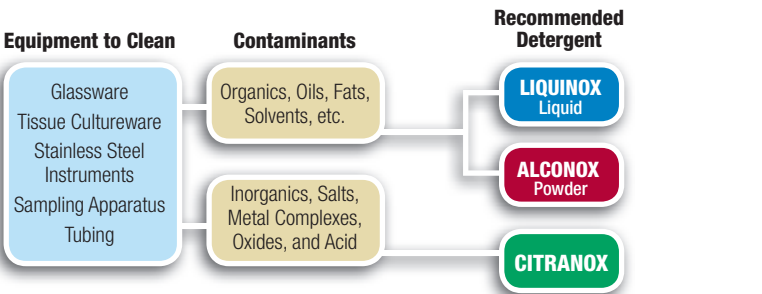 Equipment to Clean
Glassware
Tissue Cultureware
Stainless Steel
Instruments
Sampling Apparatus
Tubing
Contaminants
Organics, Oils, Fats,
Solvents, etc.
Inorganics, Salts,
Metal Complexes,
Oxides, and Acid
Recommended
Detergent
LIQUINOX
Liquid
ALCONOX
Powder
CITRANOX